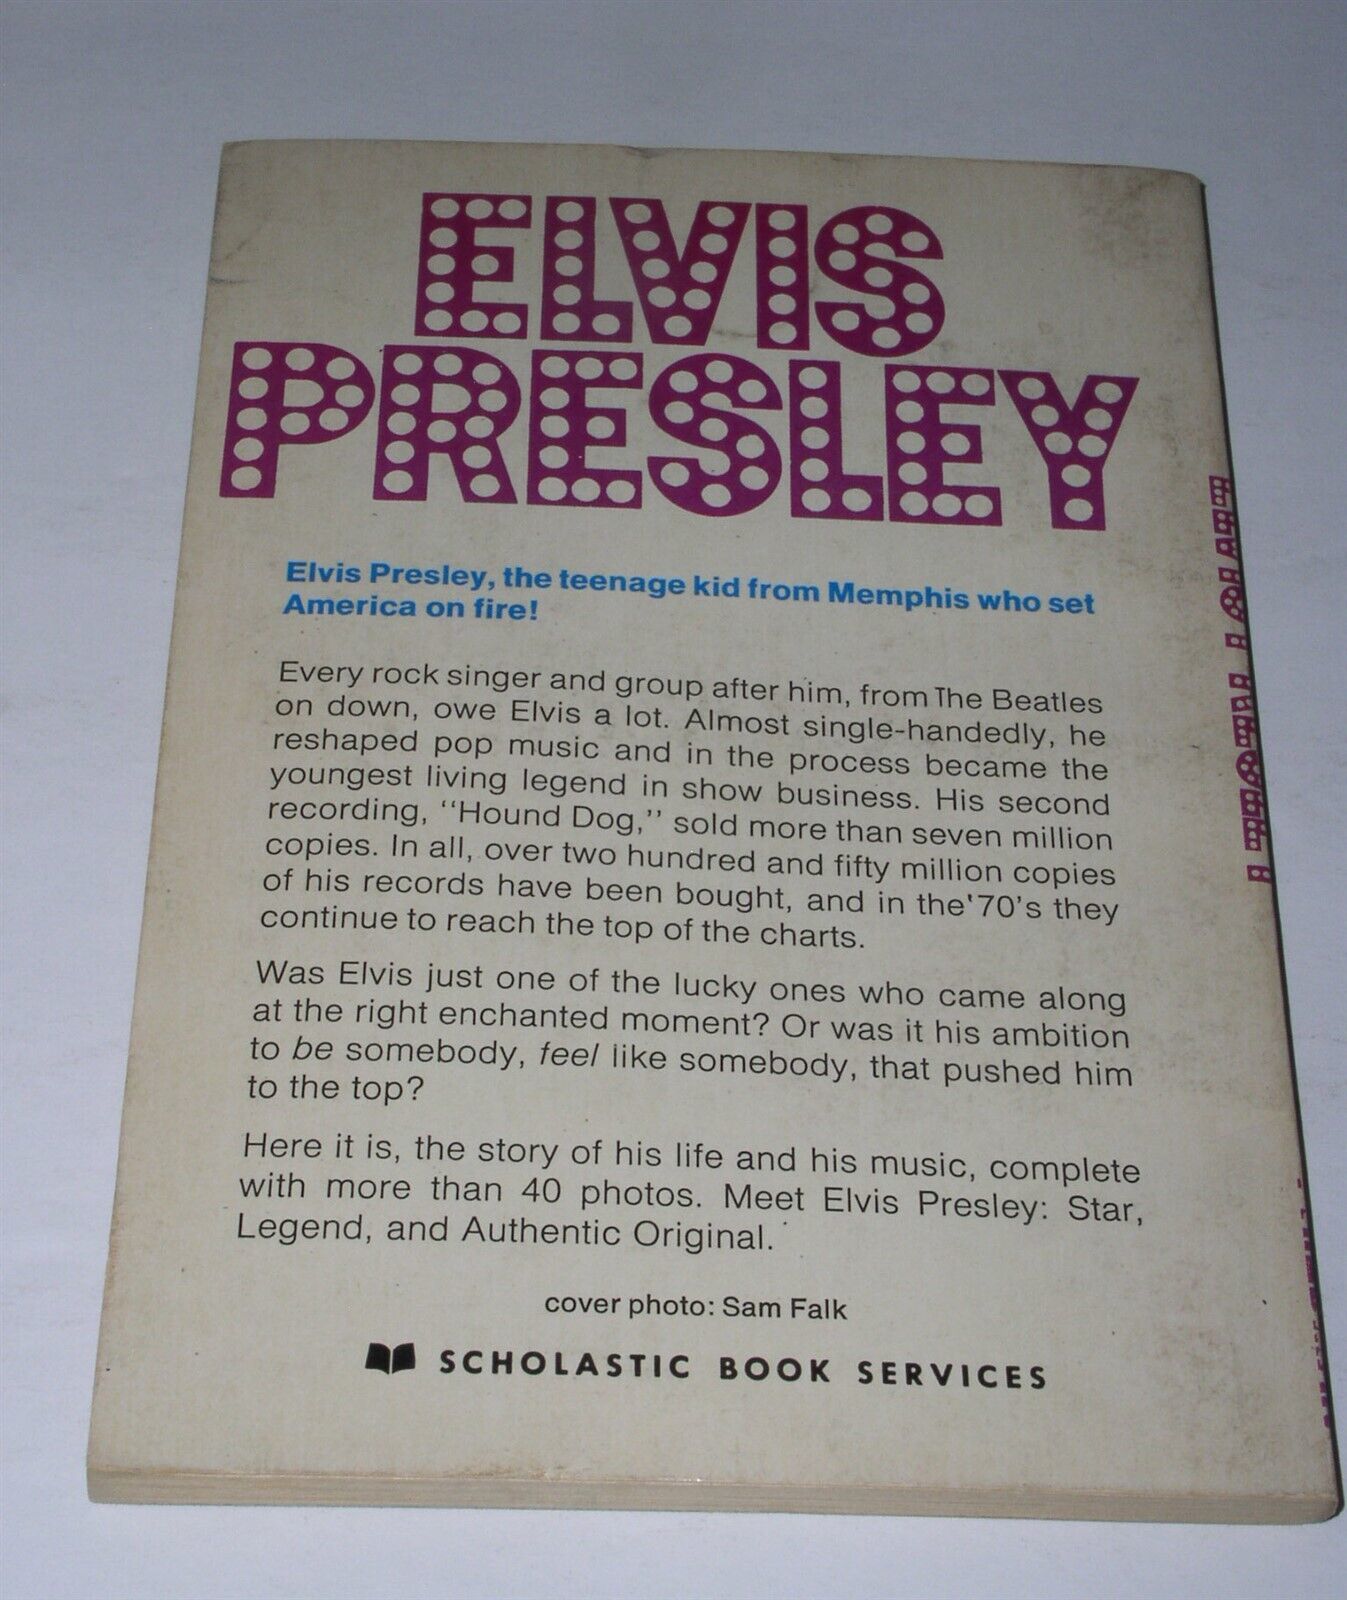 ELVIS
PRESLEY
Elvis Presley, the teenage kid from Memphis who set
America on fire!
Every rock singer and group after him, from The Beatles
on down, owe Elvis a lot. Almost single-handedly, he
reshaped pop music and in the process became the
youngest living legend in show business. His second
recording, "Hound Dog," sold more than seven million
copies. In all, over two hundred and fifty million copies
of his records have been bought, and in the '70's they
continue to reach the top of the charts.
Was Elvis just one of the lucky ones who came along
at the right enchanted moment? Or was it his ambition
to be somebody, feel like somebody, that pushed him
to the top?
Here it is, the story of his life and his music, complete
with more than 40 photos. Meet Elvis Presley: Star,
Legend, and Authentic Original.
cover photo: Sam Falk
SCHOLASTIC BOOK SERVICES